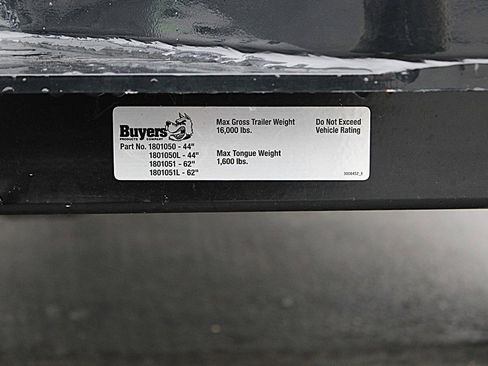 Buyers
PRODUCTS COMPANY
Part No. 1801050 - 44"
1801050L - 44"
1801051 - 62"
1801051L - 62"
Max Gross Trailer Weight
16,000 lbs.
Max Tongue Weight
1,600 lbs.
Do Not Exceed
Vehicle Rating